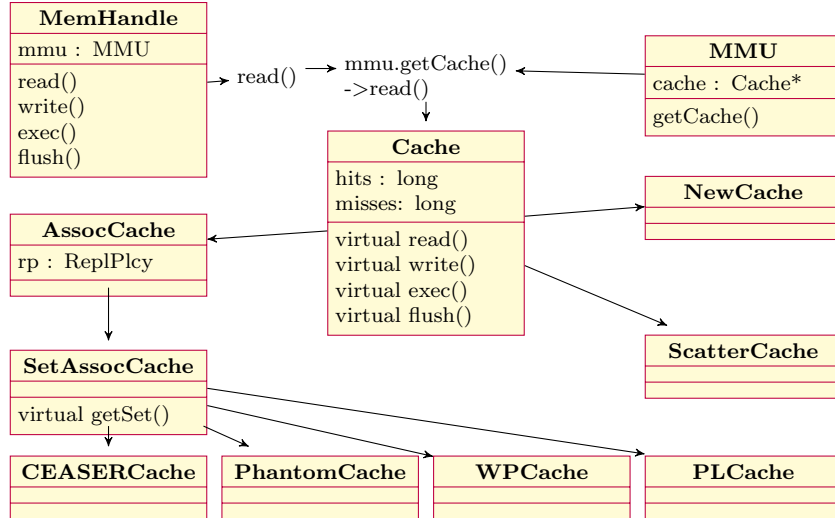 MemHandle
mmu : MMU
read()
write()
exec()
flush()
read()
mmu.getCache()
->read()
MMU
cache : Cache*
getCache()
Cache
hits : long
misses: long
virtual read()
virtual write()
virtual exec()
virtual flush()
NewCache
AssocCache
rp : ReplPlcy
ScatterCache
SetAssocCache
virtual getSet()
CEASERCache
PhantomCache
WPCache
PLCache